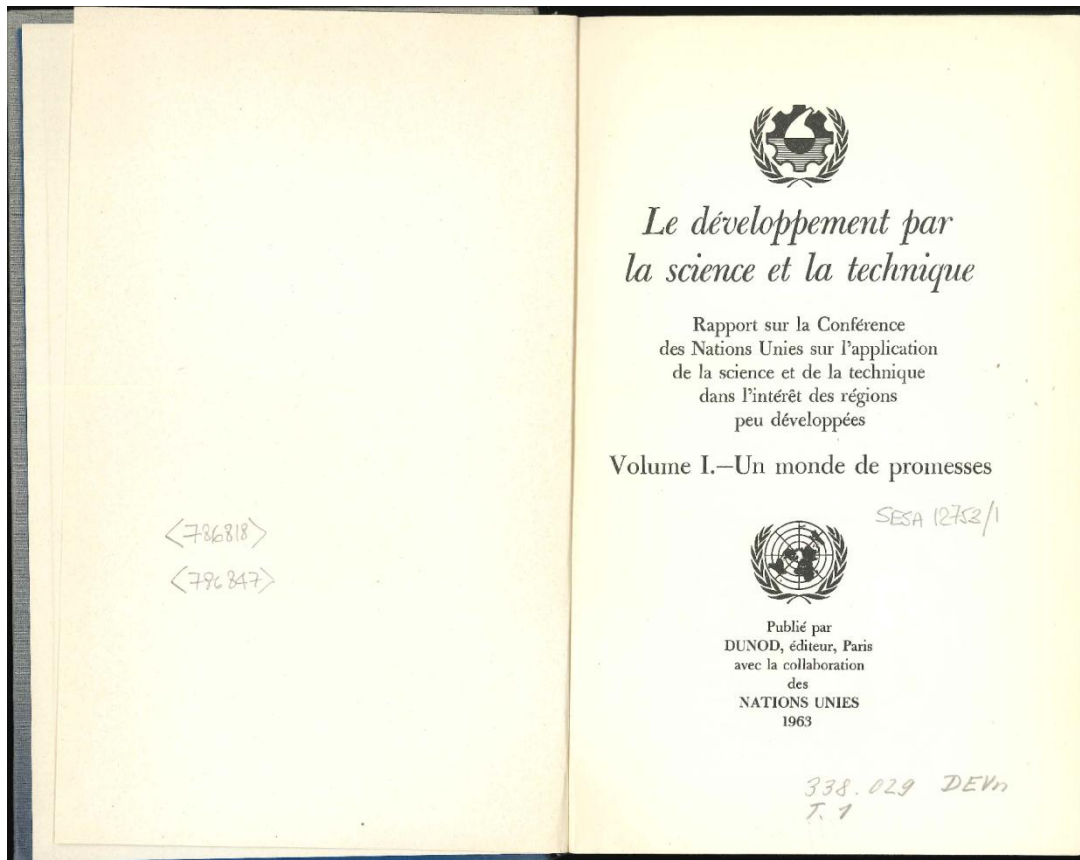 <786818>
<786847>
Le développement par
la science et la technique
Rapport sur la Conférence
des Nations Unies sur l'application
de la science et de la technique
dans l'intérêt des régions
peu développées
Volume I.—Un monde de promesses
SESA 12753/1
Publié par
DUNOD, éditeur, Paris
avec la collaboration
des
NATIONS UNIES
1963
338.029 DEVn
T. 1